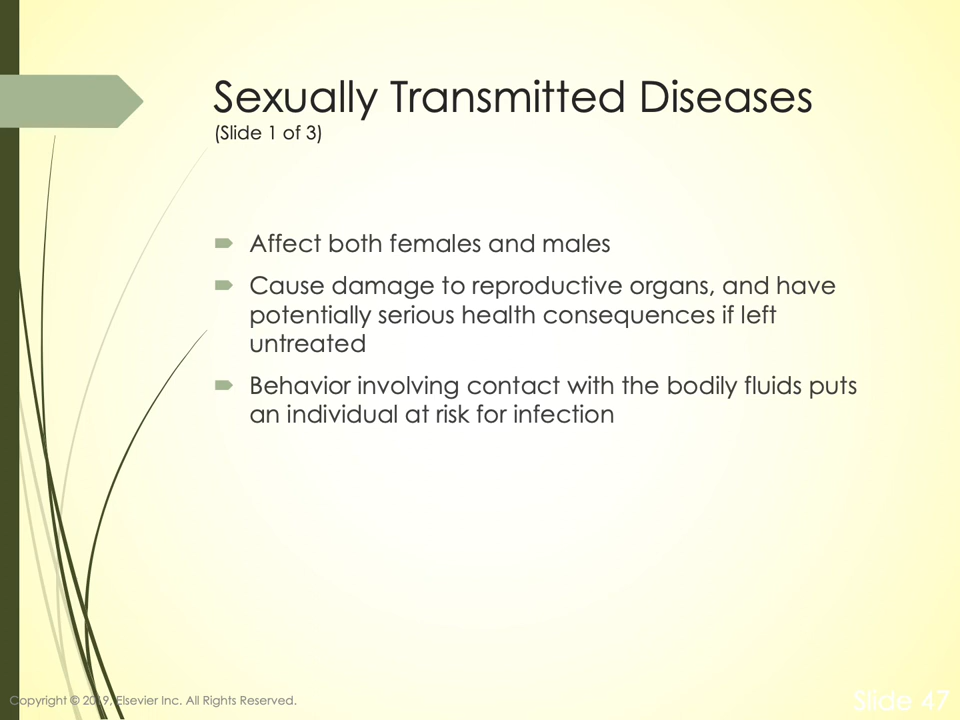 Sexually Transmitted Diseases
(Slide 1 of 3)
Affect both females and males
Cause damage to reproductive organs, and have
potentially serious health consequences if left
untreated
Behavior involving contact with the bodily fluids puts
an individual at risk for infection
Copyright © 2019, Elsevier Inc. All Rights Reserved.
Slide 47